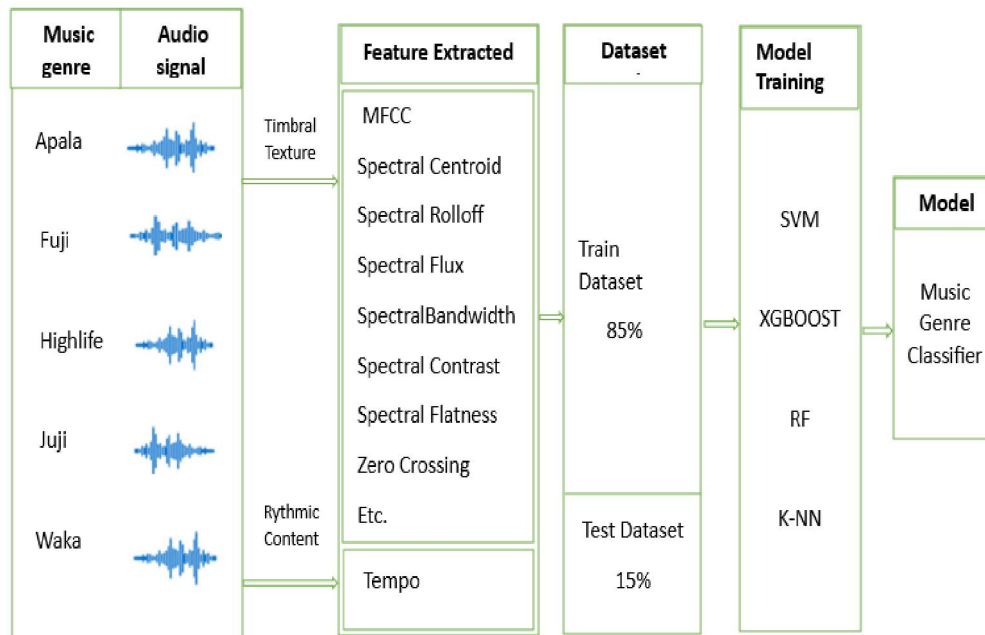 Music
genre
Audio
signal
Apala
Fuji
Highlife
Juji
Waka
Timbral
Texture
Rythmic
Content
Feature Extracted
MFCC
Spectral Centroid
Spectral Rolloff
Spectral Flux
SpectralBandwidth
Spectral Contrast
Spectral Flatness
Zero Crossing
Etc.
Tempo
Dataset
.
Train
Dataset
85%
Test Dataset
15%
Model
Training
SVM
XGBOOST
RF
K-NN
Model
Music
Genre
Classifier